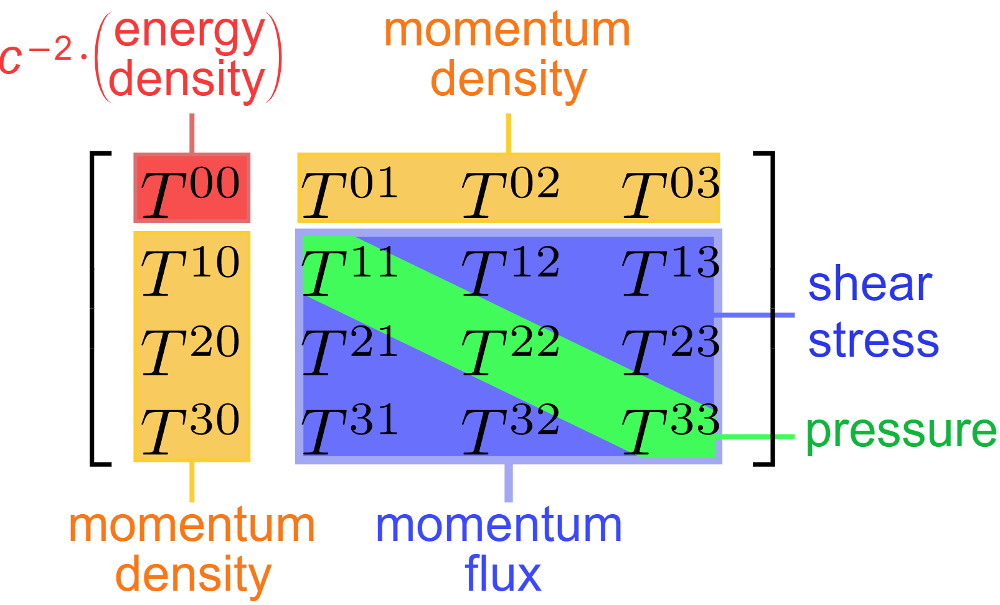 c⁻²·(energy density)
momentum
density
T⁰⁰ T⁰¹ T⁰² T⁰³
T¹⁰ T¹¹ T¹² T¹³
T²⁰ T²¹ T²² T²³
T³⁰ T³¹ T³² T³³
shear
stress
pressure
momentum
density
momentum
flux